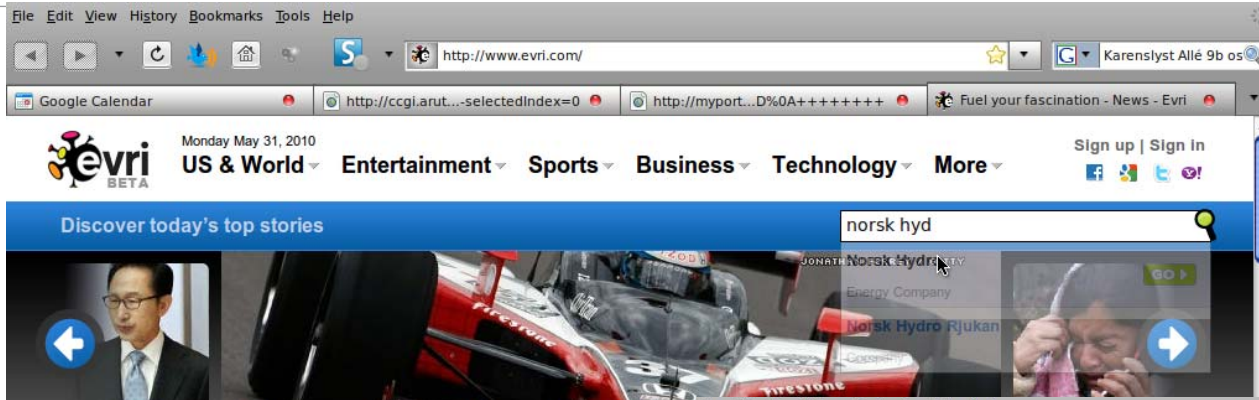 File Edit View History Bookmarks Tools Help
S http://www.evri.com/ G Karenslyst Allé 9b os
Google Calendar http://ccgi.arut...-selectedIndex=0 http://myport...D%0A++++++++ Fuel your fascination - News - Evri
evri BETA
Monday May 31, 2010
US & World Entertainment Sports Business Technology More
Sign up | Sign in
f t Y!
Discover today's top stories
norsk hyd
IZOD
JONATH
Norsk Hydro
GO
Energy Company
Firestone
Norsk Hydro Rjukan
Company
Firestone